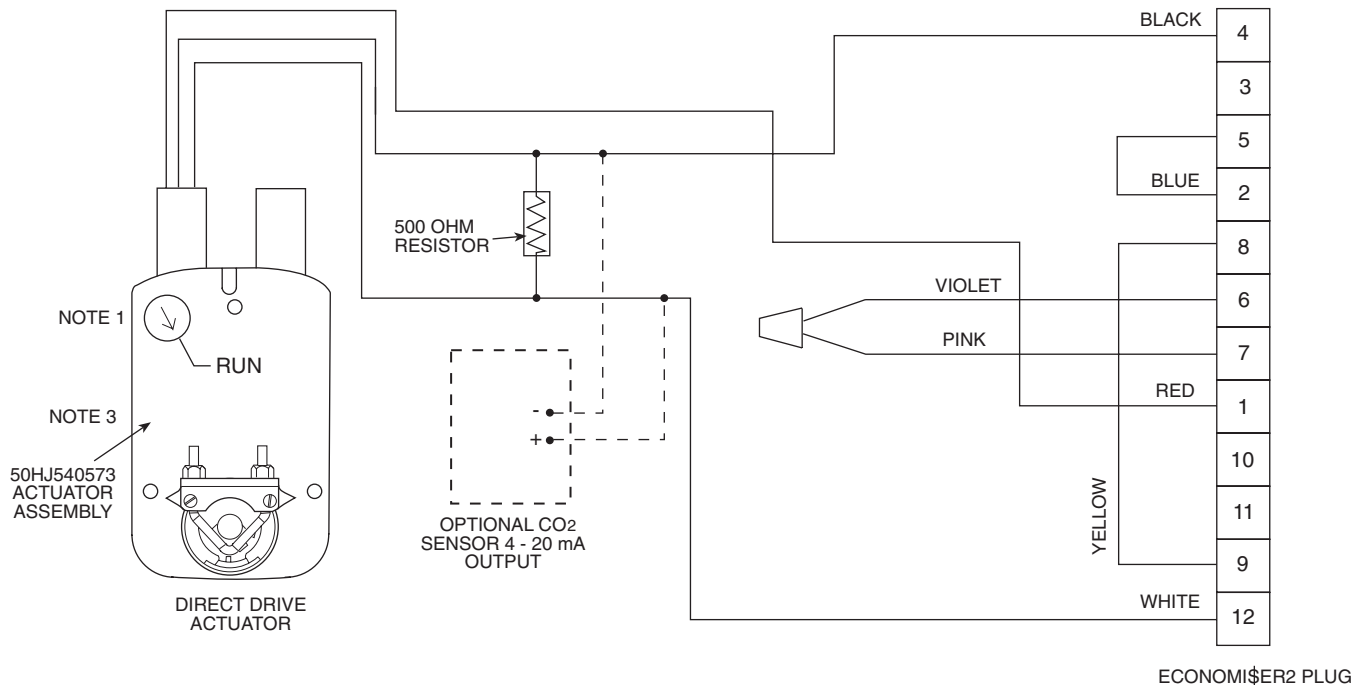 BLACK
4
3
5
BLUE
2
8
500 OHM
RESISTOR
VIOLET
6
NOTE 1
PINK
7
RUN
RED
1
NOTE 3
-
+
10
50HJ540573
ACTUATOR
ASSEMBLY
YELLOW
11
OPTIONAL CO2
SENSOR 4 - 20 mA
OUTPUT
9
DIRECT DRIVE
ACTUATOR
WHITE
12
ECONOMI$ER2 PLUG